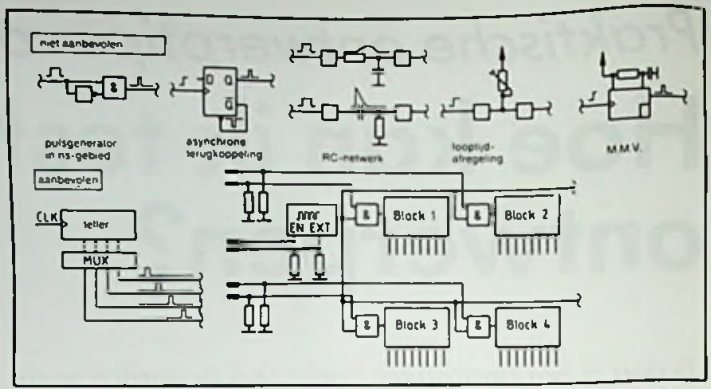 niet aanbevolen
&
D Q
Q
pulsgenerator
in ns-gebied
asynchrone
terugkoppeling
RC-netwerk
looptijd-
afregeling
M.M.V.
aanbevolen
CLK
teller
MUX
EN EXT
&
Block 1
&
Block 2
&
Block 3
&
Block 4